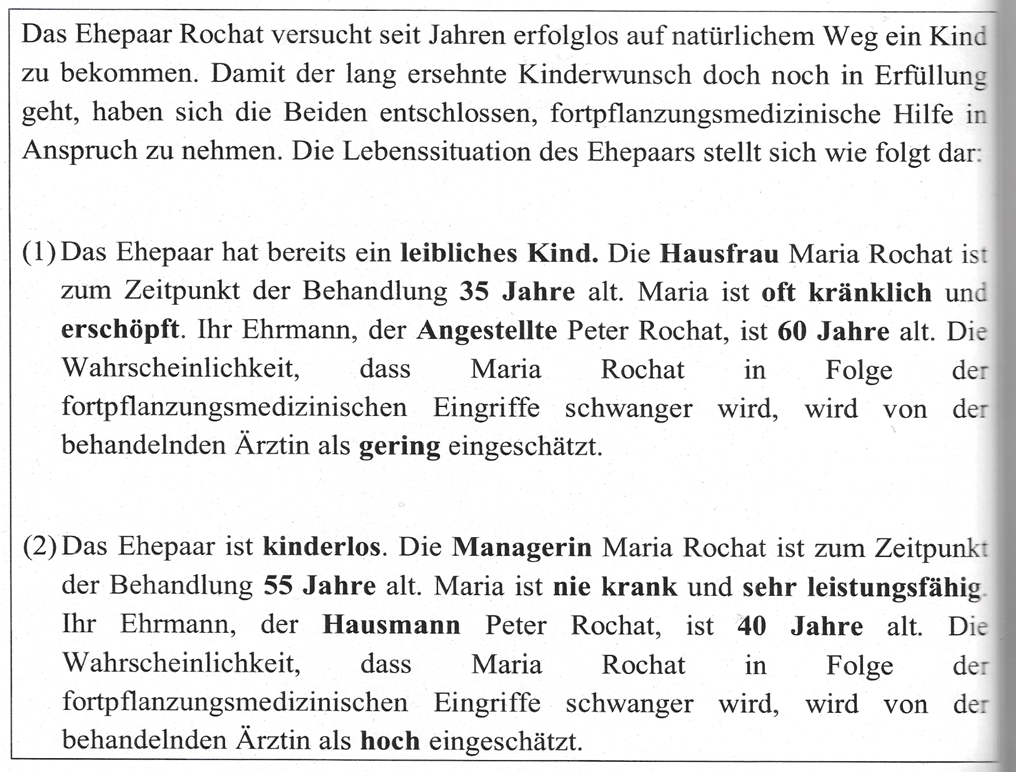 Das Ehepaar Rochat versucht seit Jahren erfolglos auf natürlichem Weg ein Kind
zu bekommen. Damit der lang ersehnte Kinderwunsch doch noch in Erfüllung
geht, haben sich die Beiden entschlossen, fortpflanzungsmedizinische Hilfe in
Anspruch zu nehmen. Die Lebenssituation des Ehepaars stellt sich wie folgt dar:
(1) Das Ehepaar hat bereits ein leibliches Kind. Die Hausfrau Maria Rochat ist
zum Zeitpunkt der Behandlung 35 Jahre alt. Maria ist oft kränklich und
erschöpft. Ihr Ehrmann, der Angestellte Peter Rochat, ist 60 Jahre alt. Die
Wahrscheinlichkeit, dass Maria Rochat in Folge der
fortpflanzungsmedizinischen Eingriffe schwanger wird, wird von der
behandelnden Ärztin als gering eingeschätzt.
(2) Das Ehepaar ist kinderlos. Die Managerin Maria Rochat ist zum Zeitpunkt
der Behandlung 55 Jahre alt. Maria ist nie krank und sehr leistungsfähig.
Ihr Ehrmann, der Hausmann Peter Rochat, ist 40 Jahre alt. Die
Wahrscheinlichkeit, dass Maria Rochat in Folge der
fortpflanzungsmedizinischen Eingriffe schwanger wird, wird von der
behandelnden Ärztin als hoch eingeschätzt.